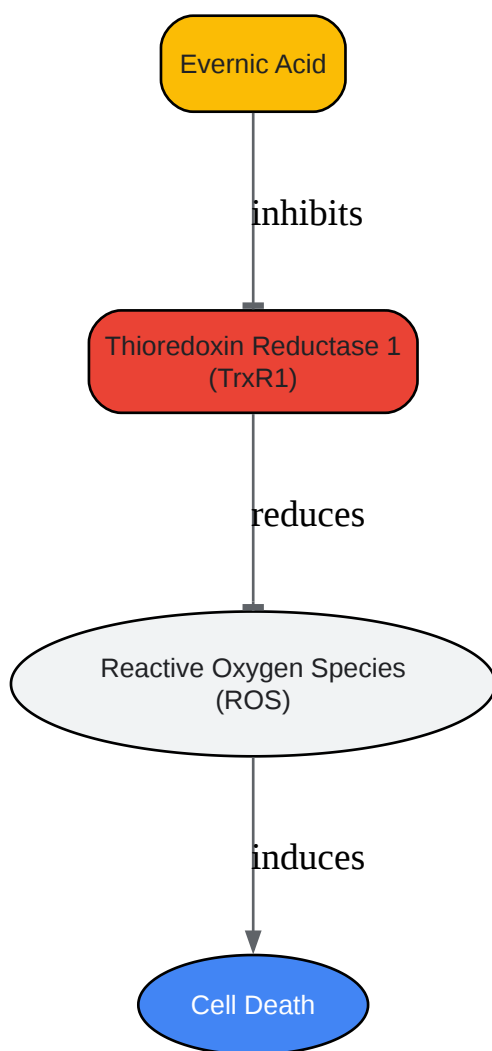 Evernic Acid
inhibits
Thioredoxin Reductase 1
(TrxR1)
reduces
Reactive Oxygen Species
(ROS)
induces
Cell Death